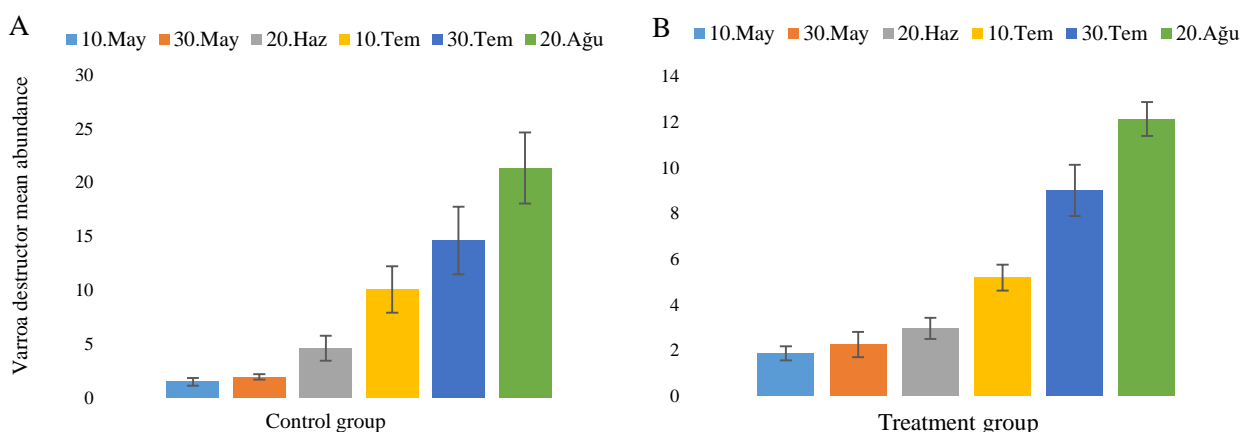 A
10.May 30.May 20.Haz 10.Tem 30.Tem 20.Ağu
Varroa destructor mean abundance
30
25
20
15
10
5
0
Control group
B
10.May 30.May 20.Haz 10.Tem 30.Tem 20.Ağu
14
12
10
8
6
4
2
0
Treatment group